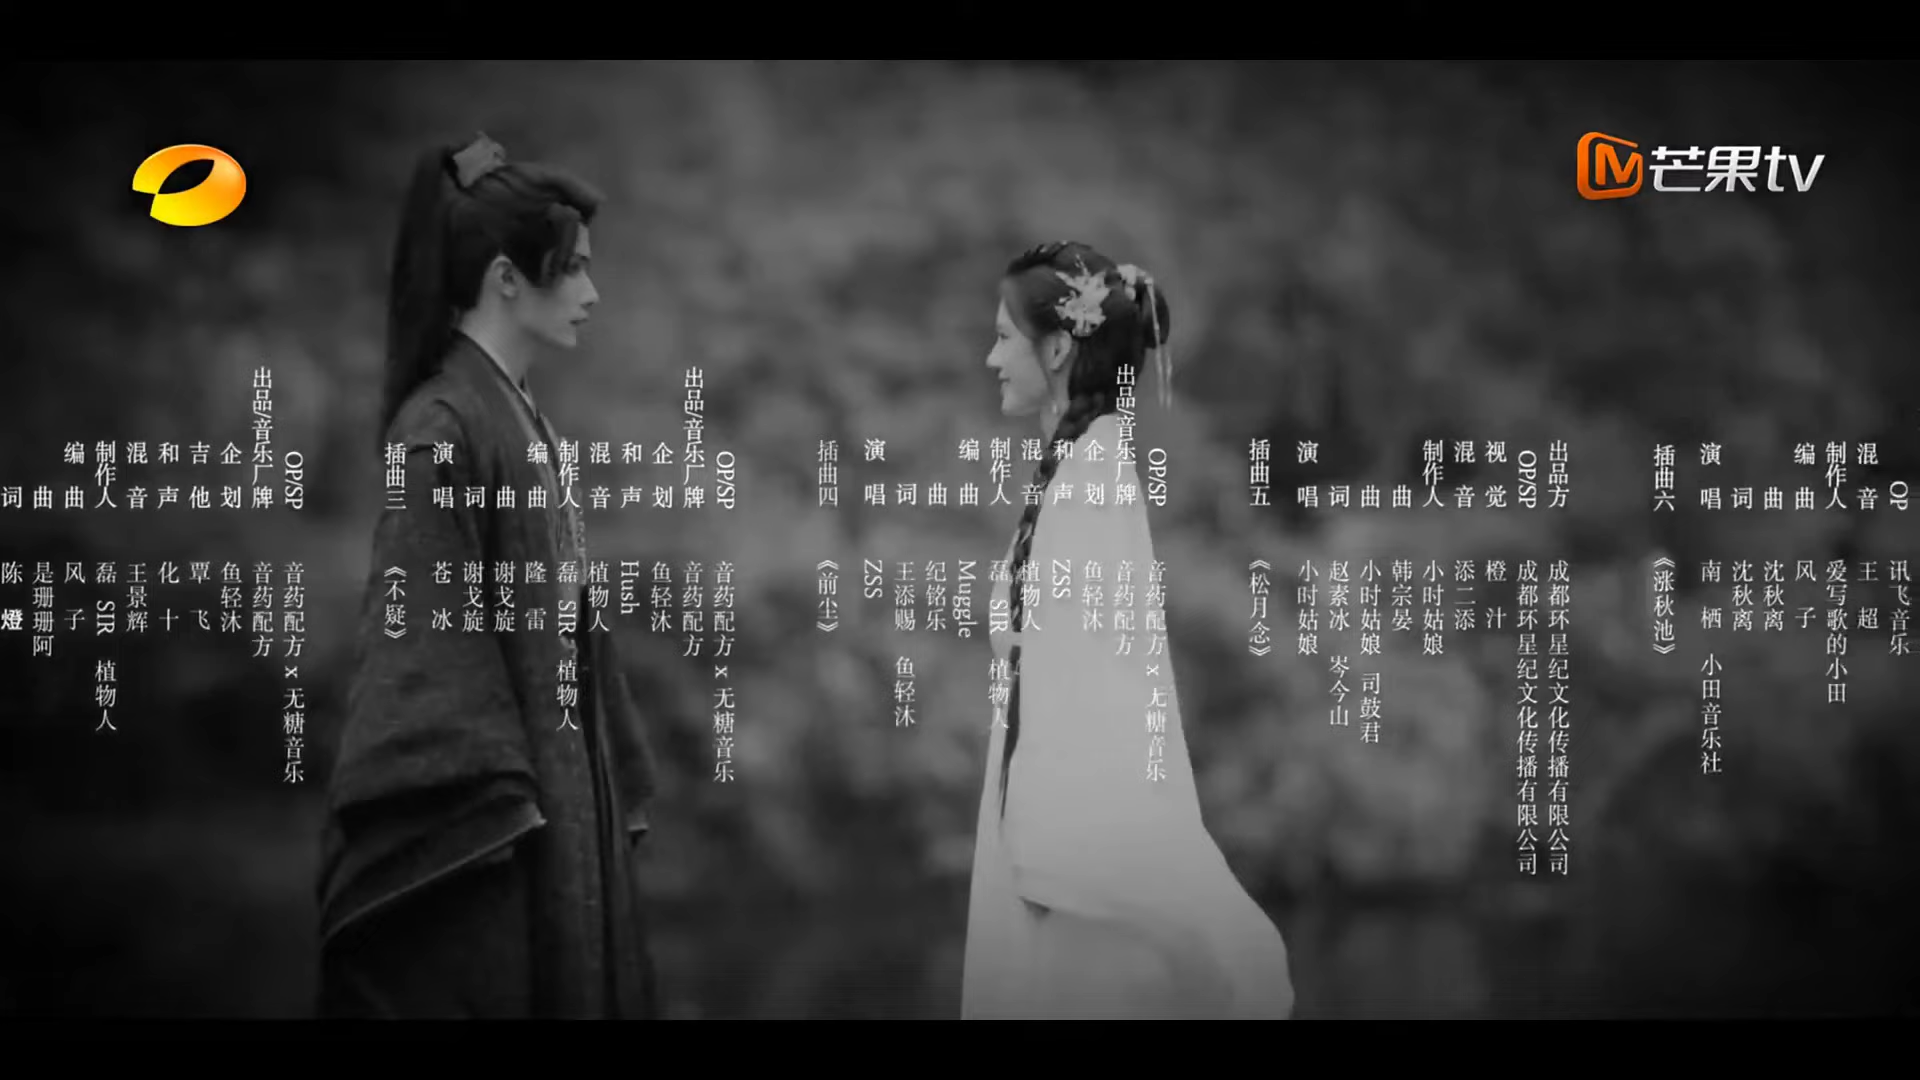 芒果tv
词 陈燈
曲 是珊珊阿
编曲 风子
制作人 磊 SIR 植物人
混音 王景辉
和声 化十
吉他 覃飞
企划 鱼轻沐
出品/音乐厂牌 音药配方
OP/SP 音药配方 x 无糖音乐
插曲三 《不疑》
演唱 苍冰
词 谢戈旋
曲 谢戈旋
编曲 隆雷
制作人 磊 SIR 植物人
混音 植物人
和声 Hush
企划 鱼轻沐
出品/音乐厂牌 音药配方
OP/SP 音药配方 x 无糖音乐
插曲四 《前尘》
演唱 ZSS
词 王添赐 鱼轻沐
曲 纪铭乐
编曲 Muggle
制作人 磊 SIR 植物人
混音 植物人
和声 ZSS
企划 鱼轻沐
出品/音乐厂牌 音药配方
OP/SP 音药配方 x 无糖音乐
插曲五 《松月念》
演唱 小时姑娘
词 赵素冰 岑今山
曲 小时姑娘 司鼓君
曲 韩宗晏
制作人 小时姑娘
混音 添二添
视觉 橙汁
OP/SP 成都环星纪文化传播有限公司
出品方 成都环星纪文化传播有限公司
插曲六 《涨秋池》
演唱 南栖 小田音乐社
词 沈秋离
曲 沈秋离
编曲 风子
制作人 爱写歌的小田
混音 王超
OP 讯飞音乐